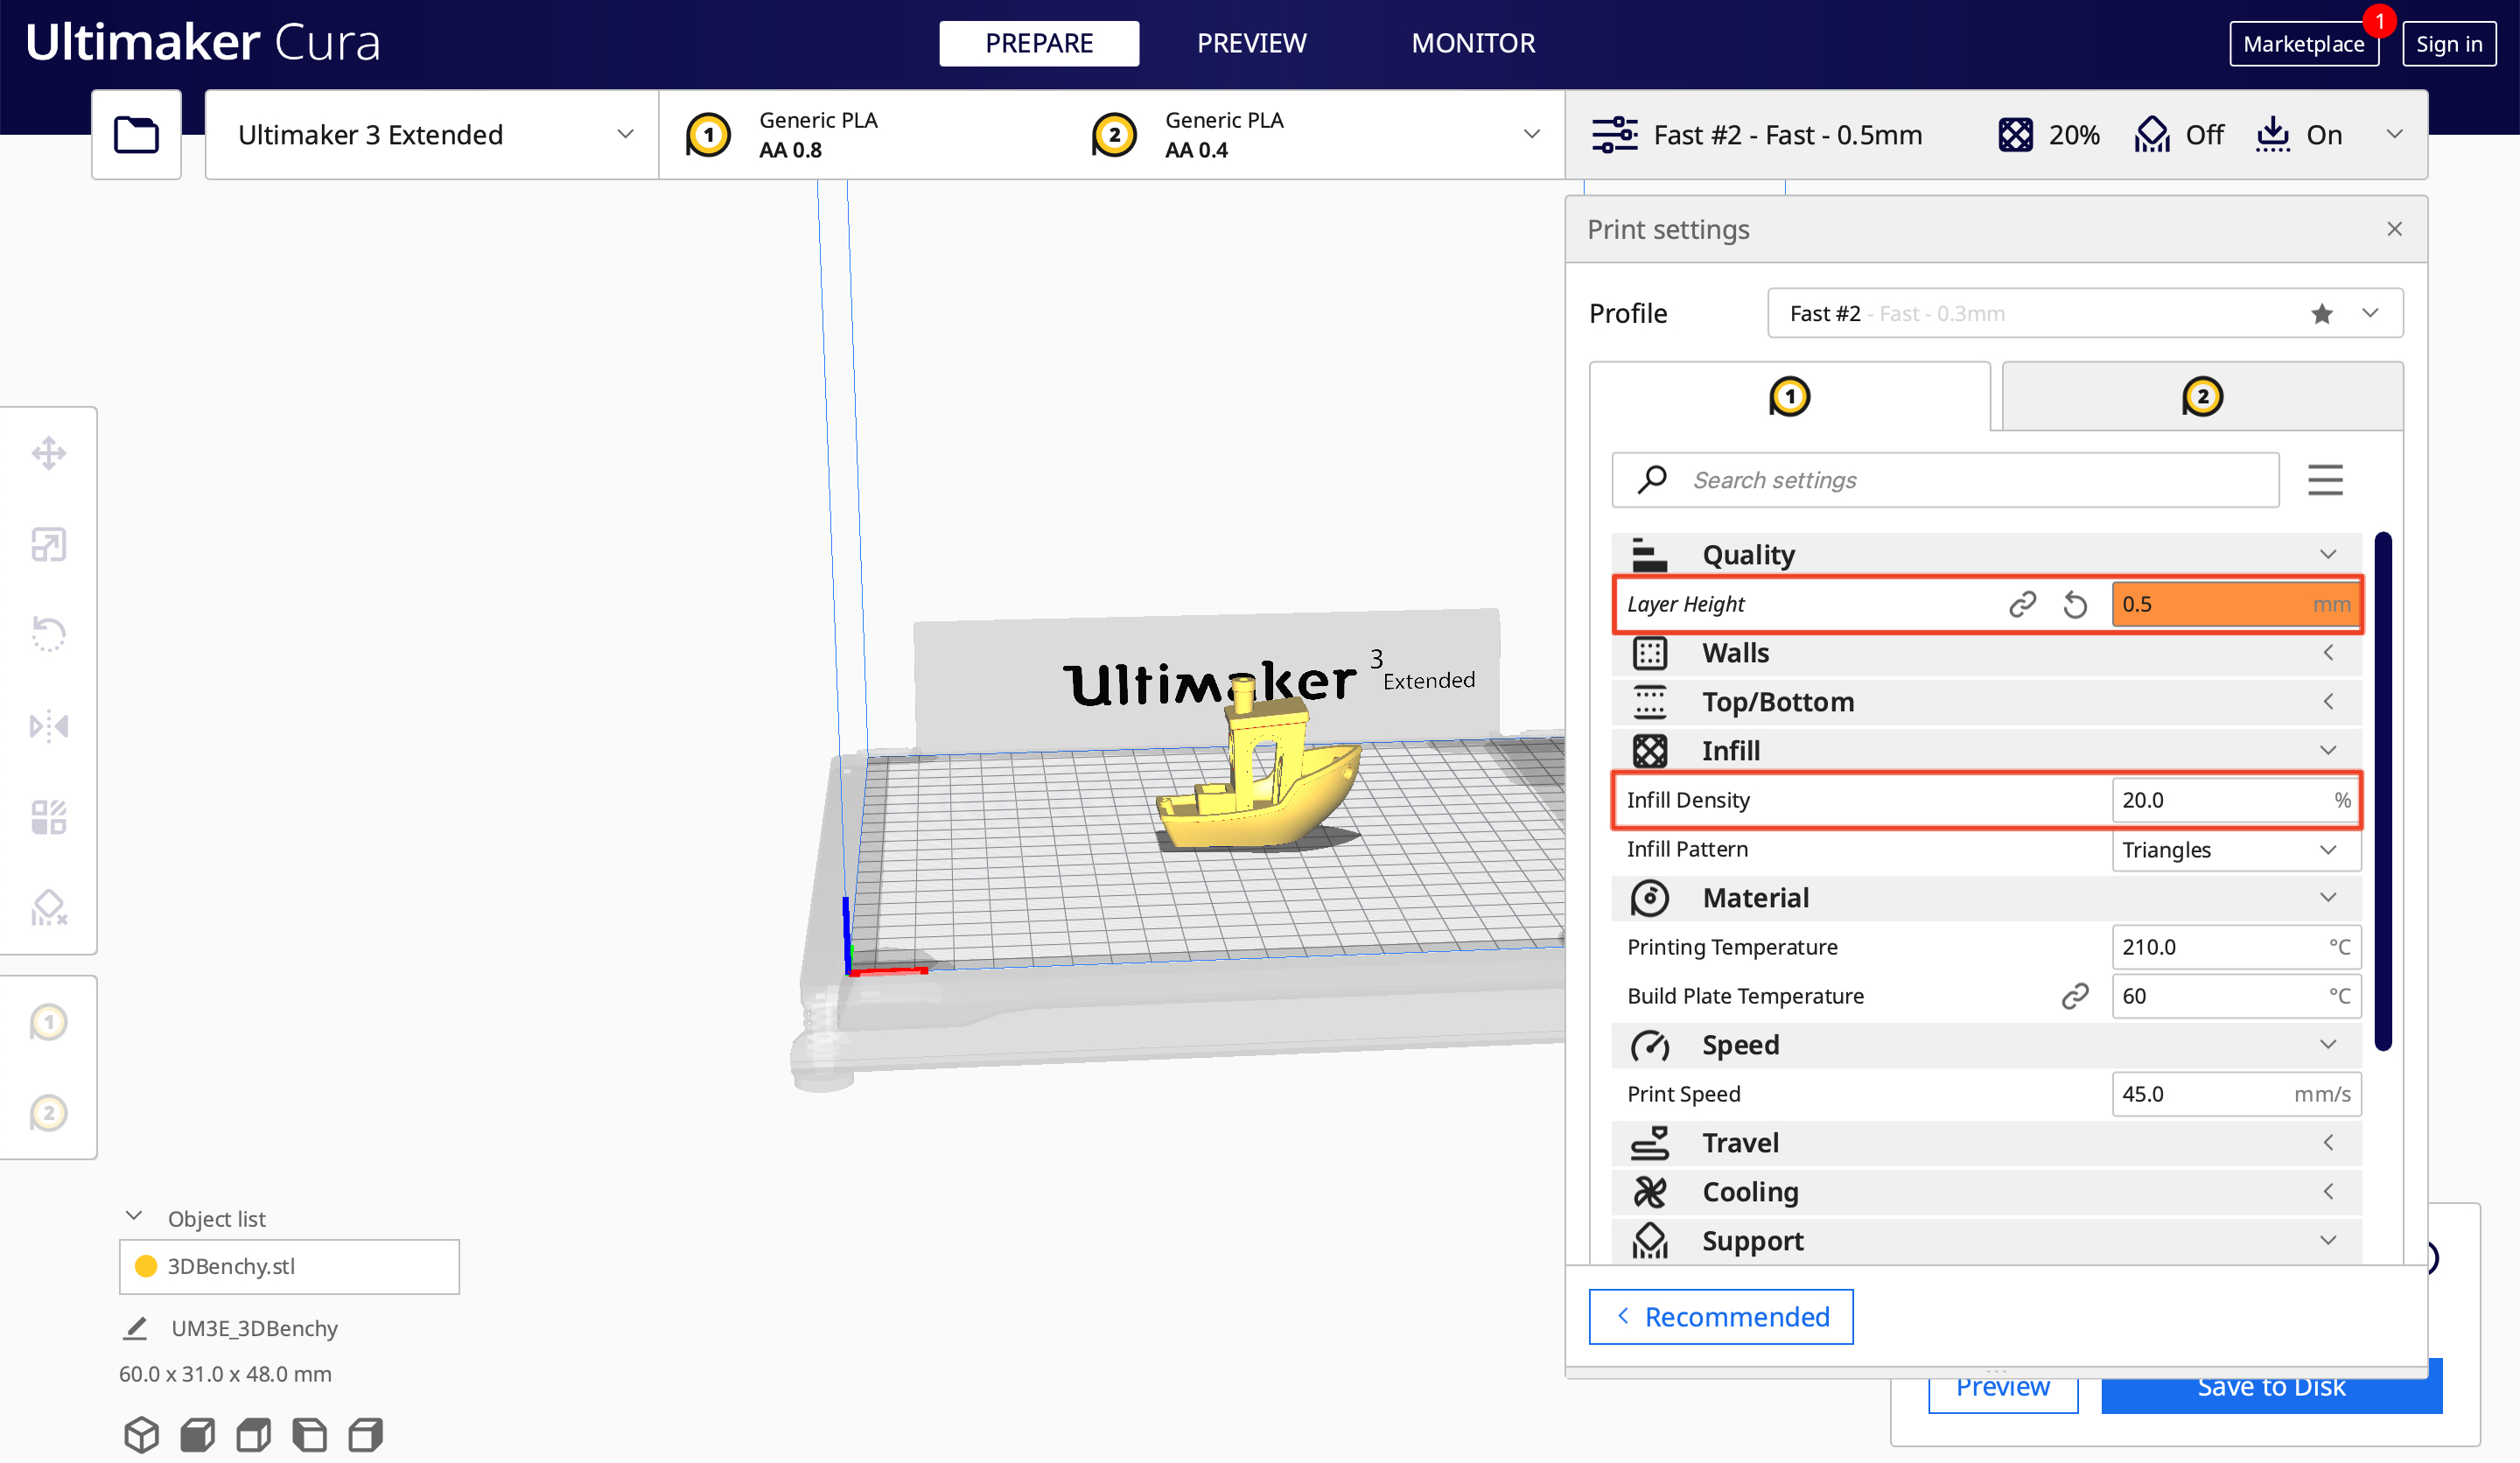 Ultimaker Cura
PREPARE
PREVIEW
MONITOR
Marketplace
1
Sign in
Ultimaker 3 Extended
1
Generic PLA
AA 0.8
2
Generic PLA
AA 0.4
Fast #2 - Fast - 0.5mm
20%
Off
On
Print settings
Profile
Fast #2 - Fast - 0.3mm
1
2
Search settings
Quality
Layer Height
0.5 mm
Walls
Top/Bottom
Infill
Infill Density
20.0 %
Infill Pattern
Triangles
Material
Printing Temperature
210.0 °C
Build Plate Temperature
60 °C
Speed
Print Speed
45.0 mm/s
Travel
Cooling
Support
Recommended
Preview
Save to Disk
Ultimaker 3 Extended
1
2
Object list
3DBenchy.stl
UM3E_3DBenchy
60.0 x 31.0 x 48.0 mm